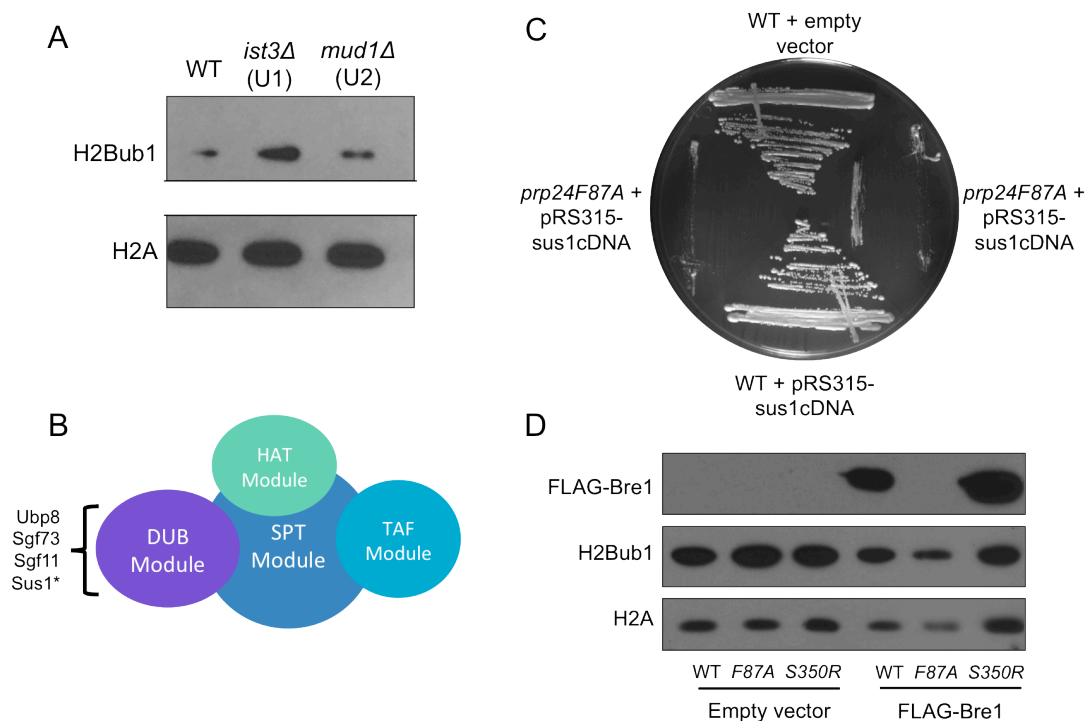 A
WT
ist3Δ
(U1)
mud1Δ
(U2)
H2Bub1
H2A
B
HAT
Module
DUB
Module
SPT
Module
TAF
Module
Ubp8
Sgf73
Sgf11
Sus1*
C
WT + empty
vector
prp24F87A +
pRS315-
sus1cDNA
prp24F87A +
pRS315-
sus1cDNA
WT + pRS315-
sus1cDNA
D
FLAG-Bre1
H2Bub1
H2A
WT F87A S350R WT F87A S350R
Empty vector FLAG-Bre1